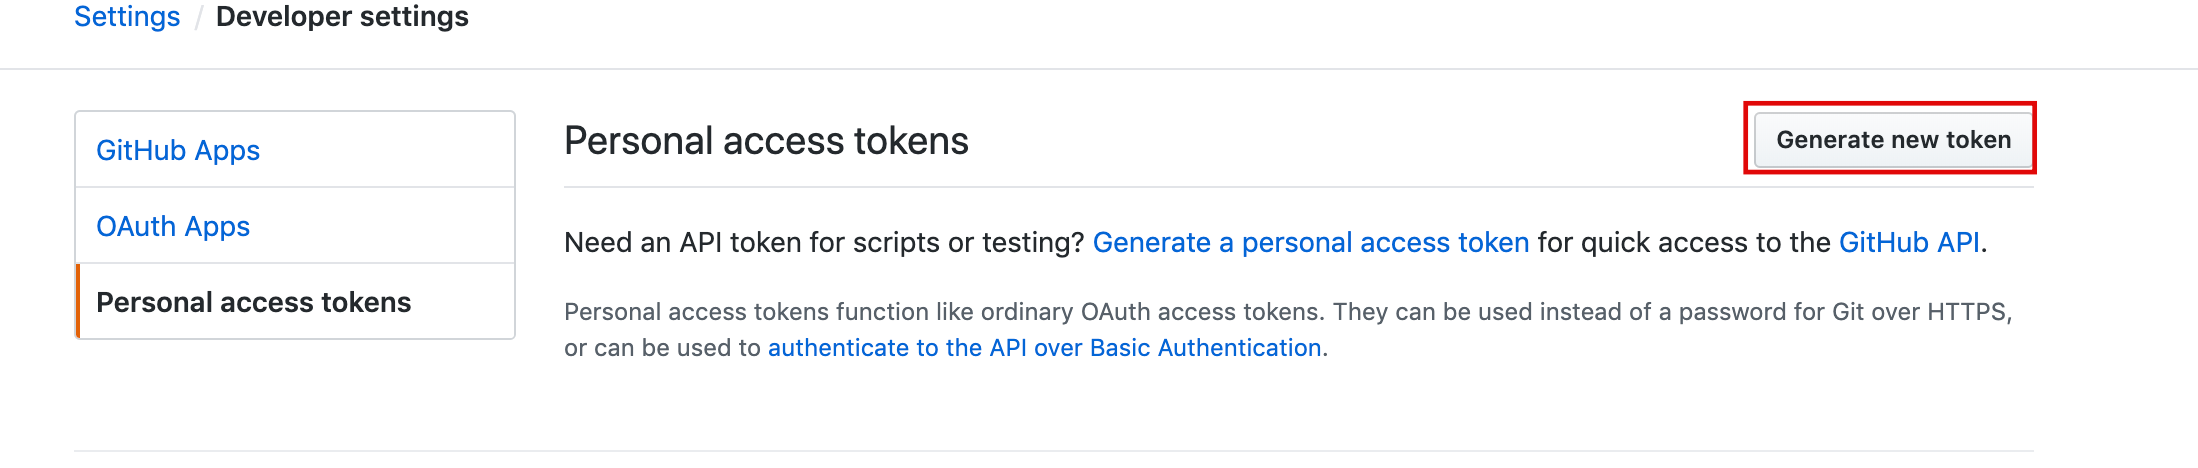 Settings / Developer settings
GitHub Apps
OAuth Apps
Personal access tokens
Personal access tokens
Generate new token
Need an API token for scripts or testing? Generate a personal access token for quick access to the GitHub API.
Personal access tokens function like ordinary OAuth access tokens. They can be used instead of a password for Git over HTTPS,
or can be used to authenticate to the API over Basic Authentication.